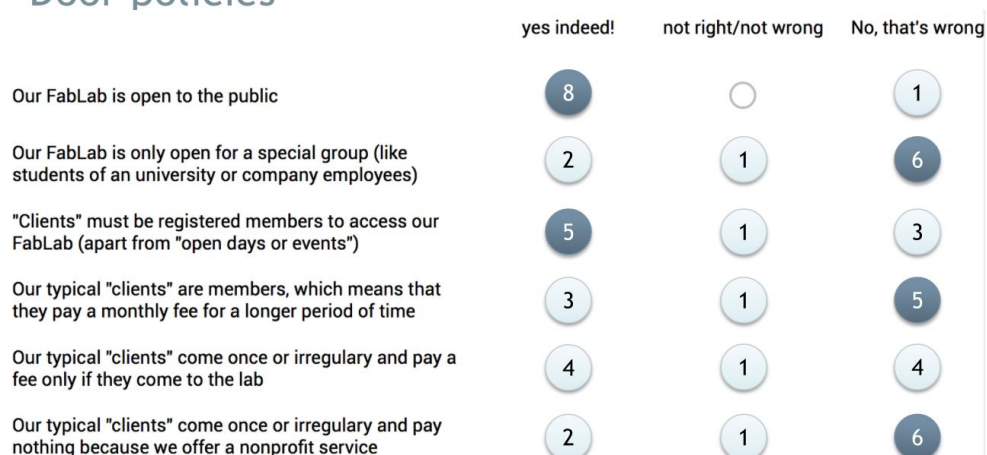 Door policies
yes indeed! not right/not wrong No, that's wrong
Our FabLab is open to the public 8 1
Our FabLab is only open for a special group (like
students of an university or company employees) 2 1 6
"Clients" must be registered members to access our
FabLab (apart from "open days or events") 5 1 3
Our typical "clients" are members, which means that
they pay a monthly fee for a longer period of time 3 1 5
Our typical "clients" come once or irregulary and pay a
fee only if they come to the lab 4 1 4
Our typical "clients" come once or irregulary and pay
nothing because we offer a nonprofit service 2 1 6